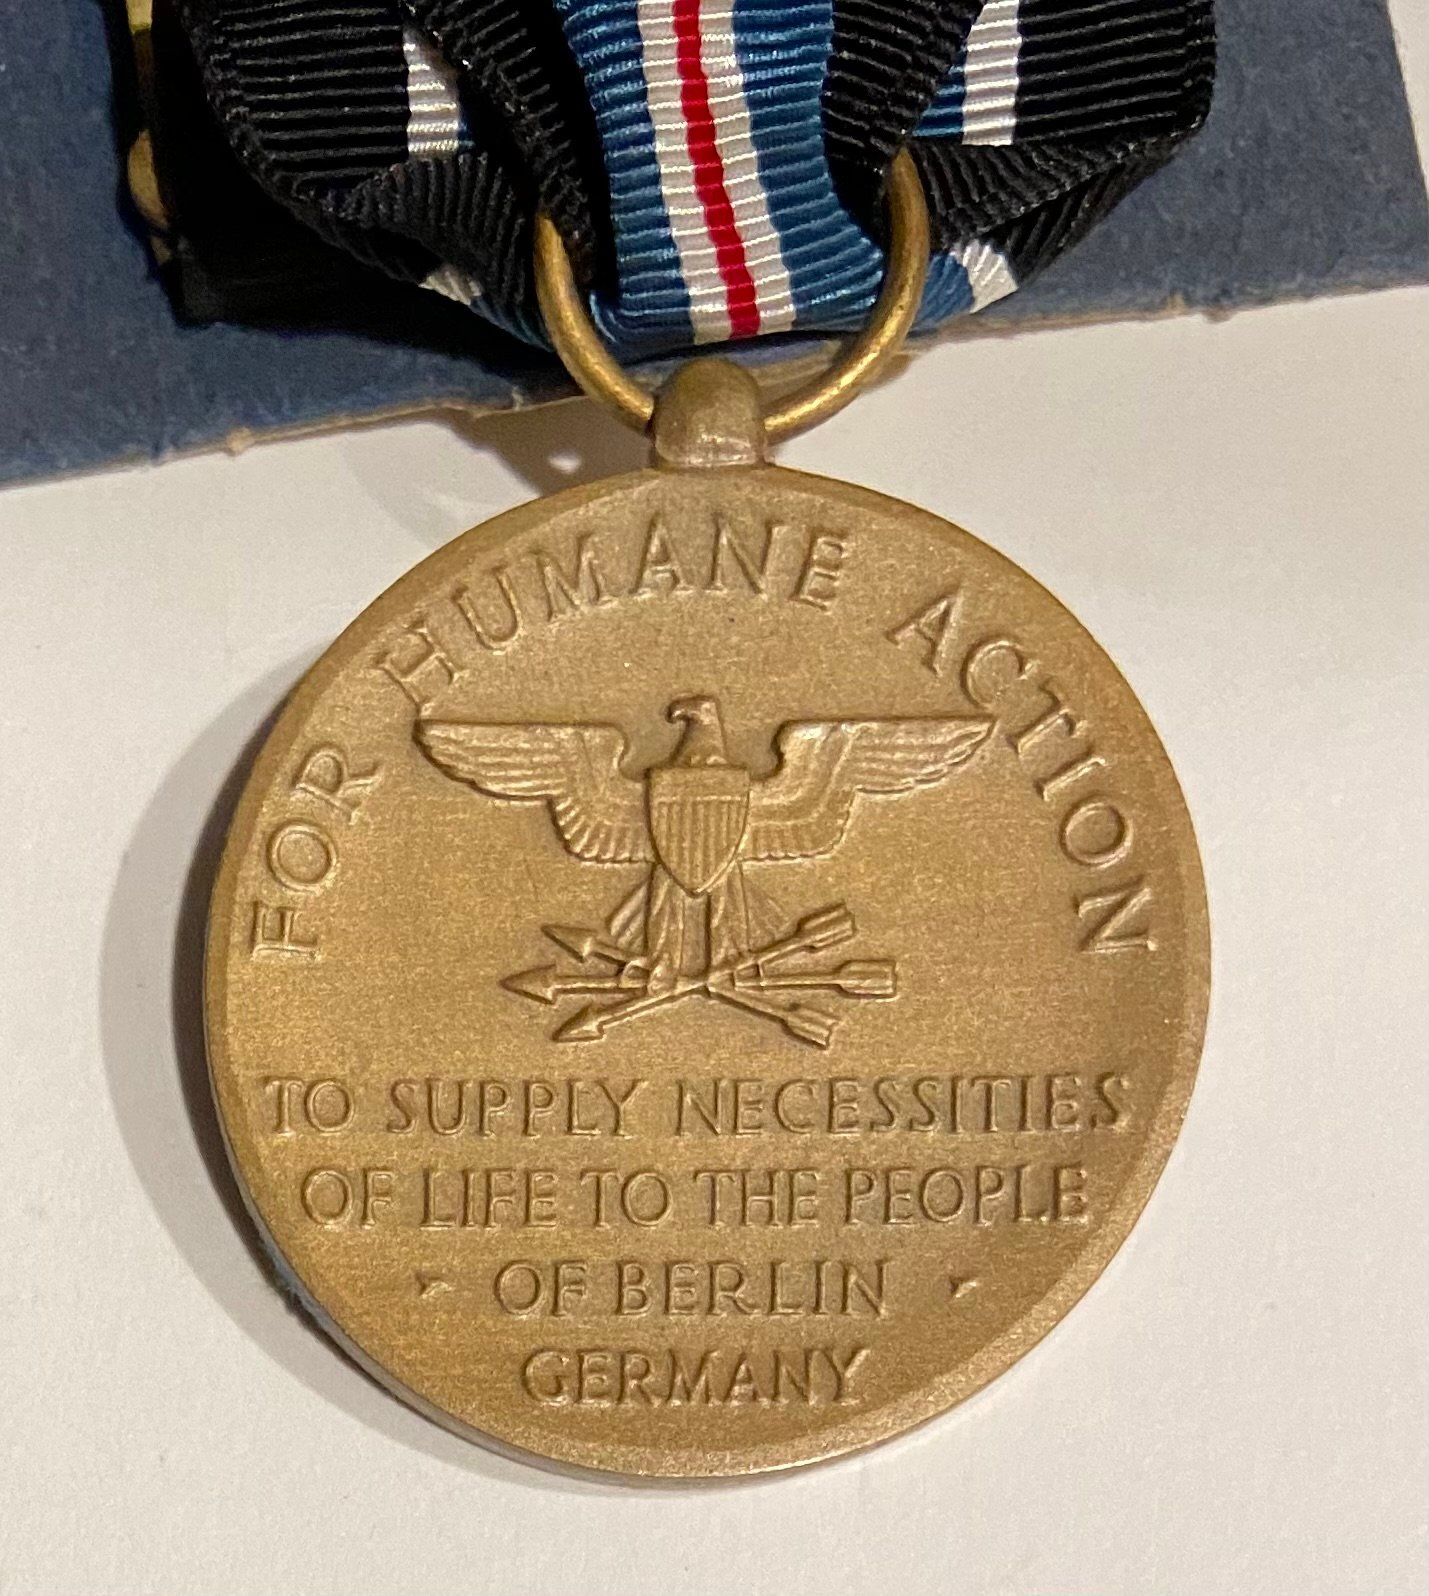 FOR HUMANE ACTION
TO SUPPLY NECESSITIES
OF LIFE TO THE PEOPLE
OF BERLIN
GERMANY